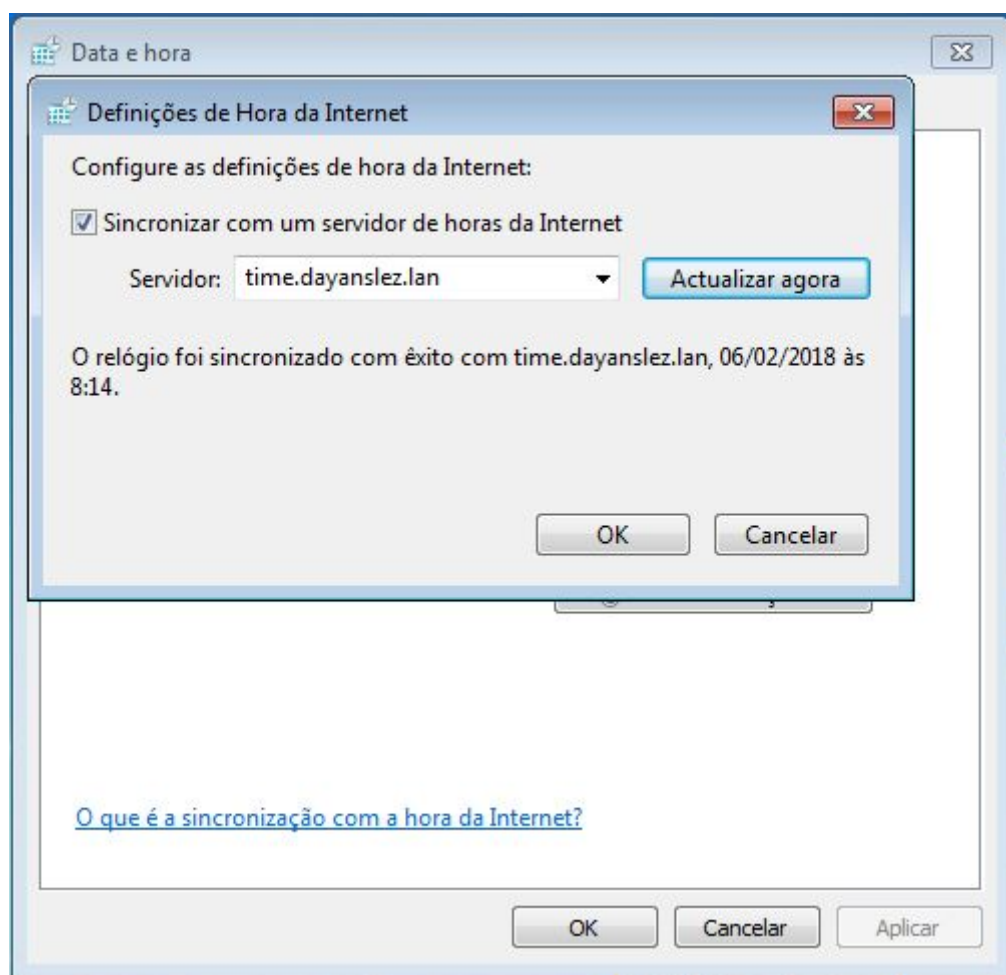 Data e hora
Definições de Hora da Internet
Configure as definições de hora da Internet:
Sincronizar com um servidor de horas da Internet
Servidor: time.dayanslez.lan Actualizar agora
O relógio foi sincronizado com êxito com time.dayanslez.lan, 06/02/2018 às
8:14.
OK Cancelar
O que é a sincronização com a hora da Internet?
OK Cancelar Aplicar